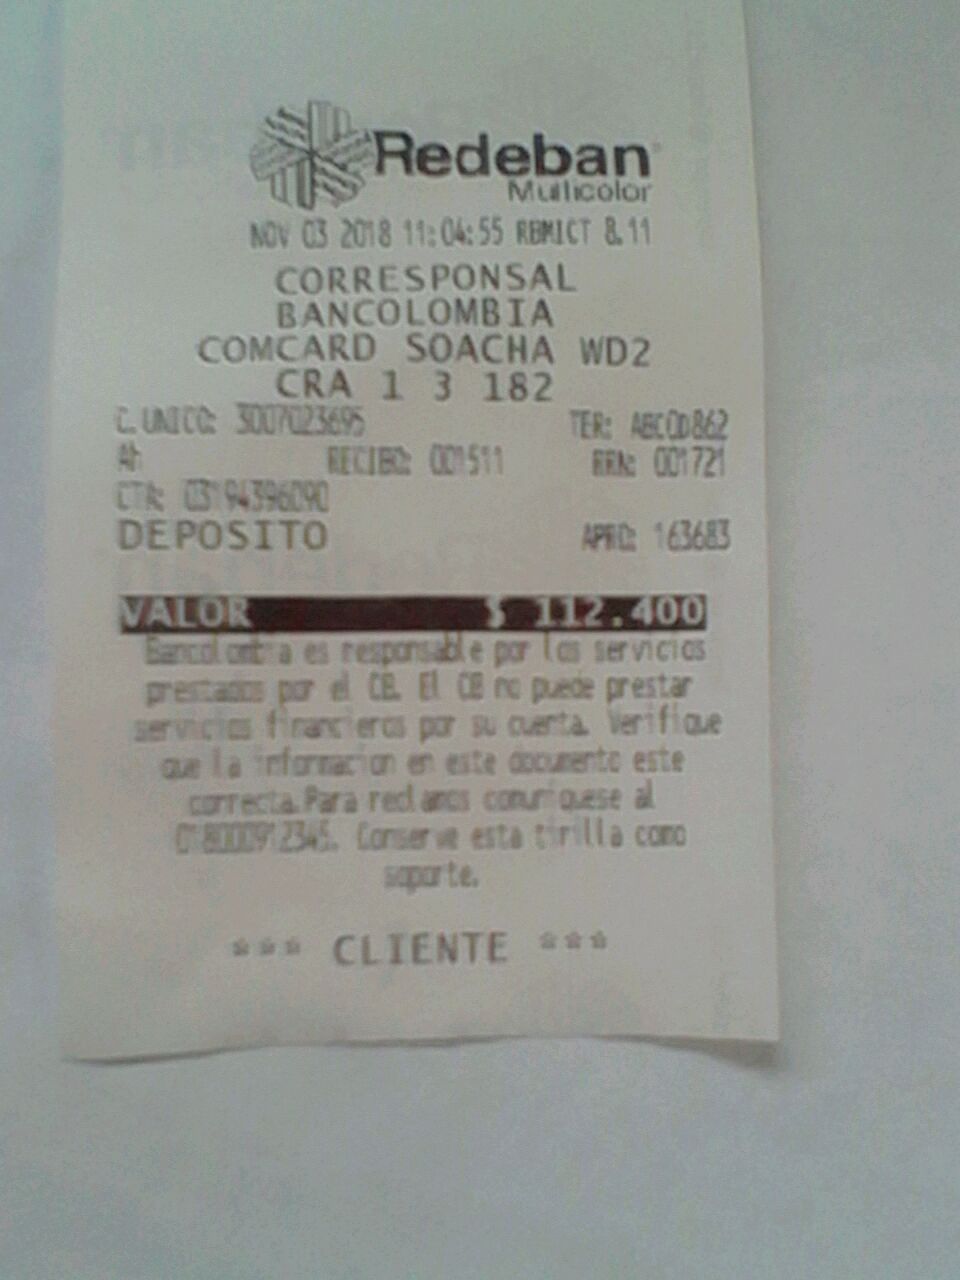 Redeban
Multicolor
NOV 03 2018 11:04:55 RBMICT 8.11
CORRESPONSAL
BANCOLOMBIA
COMCARD SOACHA WD2
CRA 1 3 182
C. UNICO: 3007023695 TER: ABC0D862
Ah RECIBO: 001511 RRN: 001721
CTA: 03194396090
DEPOSITO APRO: 163683
VALOR $ 112.400
Bancolombia es responsable por los servicios
prestados por el CB. El CB no puede prestar
servicios financieros por su cuenta. Verifique
que la informacion en este documento este
correcta.Para reclamos comuniquese al
018000912345. Conserve esta tirilla como
soporte.
*** CLIENTE ***